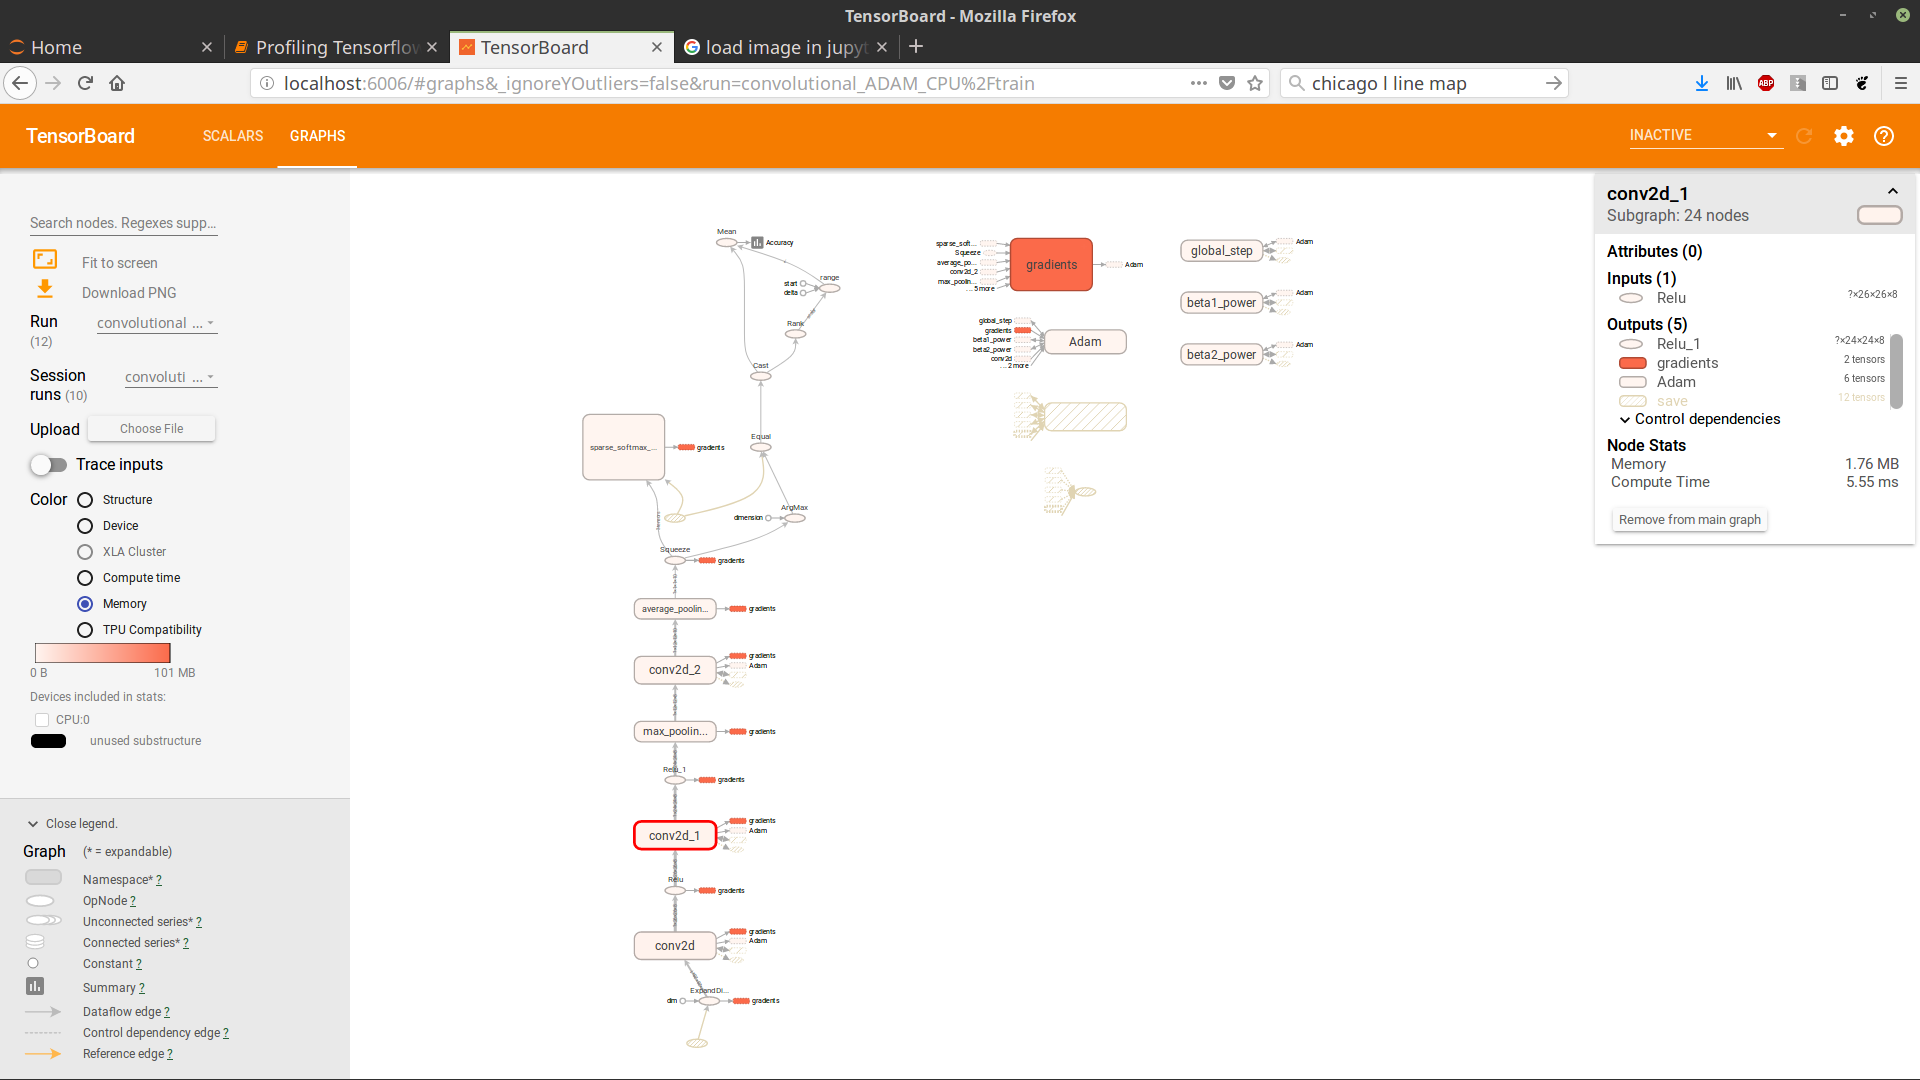 TensorBoard - Mozilla Firefox
Home
Profiling Tensorflow
TensorBoard
load image in jupyt
localhost:6006/#graphs&_ignoreYOutliers=false&run=convolutional_ADAM_CPU%2Ftrain
chicago l line map
ABP
TensorBoard
SCALARS
GRAPHS
INACTIVE
Search nodes. Regexes supp...
Fit to screen
Download PNG
Run
(12)
convolutional ...
Session
runs (10)
convoluti ...
Upload
Choose File
Trace inputs
Color
Structure
Device
XLA Cluster
Compute time
Memory
TPU Compatibility
0 B
101 MB
Devices included in stats:
CPU:0
unused substructure
Close legend.
Graph
(* = expandable)
Namespace* ?
OpNode ?
Unconnected series* ?
Connected series* ?
Constant ?
Summary ?
Dataflow edge ?
Control dependency edge ?
Reference edge ?
Mean
Accuracy
range
start
delta
Rank
Cast
Equal
sparse_softmax_...
gradients
ArgMax
dimension
Squeeze
gradients
average_poolin...
gradients
conv2d_2
gradients
Adam
max_poolin...
gradients
Relu_1
gradients
conv2d_1
gradients
Adam
Relu
gradients
conv2d
gradients
Adam
ExpandDi...
dim
gradients
sparse_soft...
Squeeze
average_po...
conv2d_2
max_poolin...
... 5 more
gradients
Adam
global_step
gradients
beta1_power
beta2_power
conv2d
... 2 more
Adam
global_step
Adam
beta1_power
Adam
beta2_power
Adam
conv2d_1
Subgraph: 24 nodes
Attributes (0)
Inputs (1)
Relu
?×26×26×8
Outputs (5)
Relu_1
?×24×24×8
gradients
2 tensors
Adam
6 tensors
save
12 tensors
Control dependencies
Node Stats
Memory
1.76 MB
Compute Time
5.55 ms
Remove from main graph